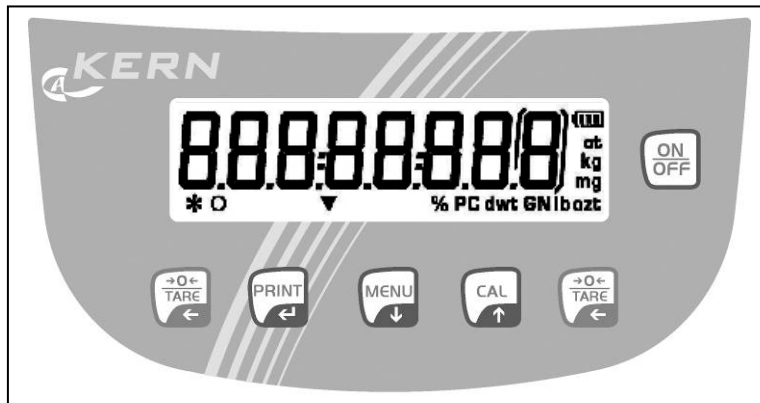 KERN
8.8.8:8.8:8.8.(8)
ct
kg
mg
* O ▼ % PC dwt GN lb ozt
ON
OFF
→0←
TARE
←
PRINT
↵
MENU
↓
CAL
↑
→0←
TARE
←